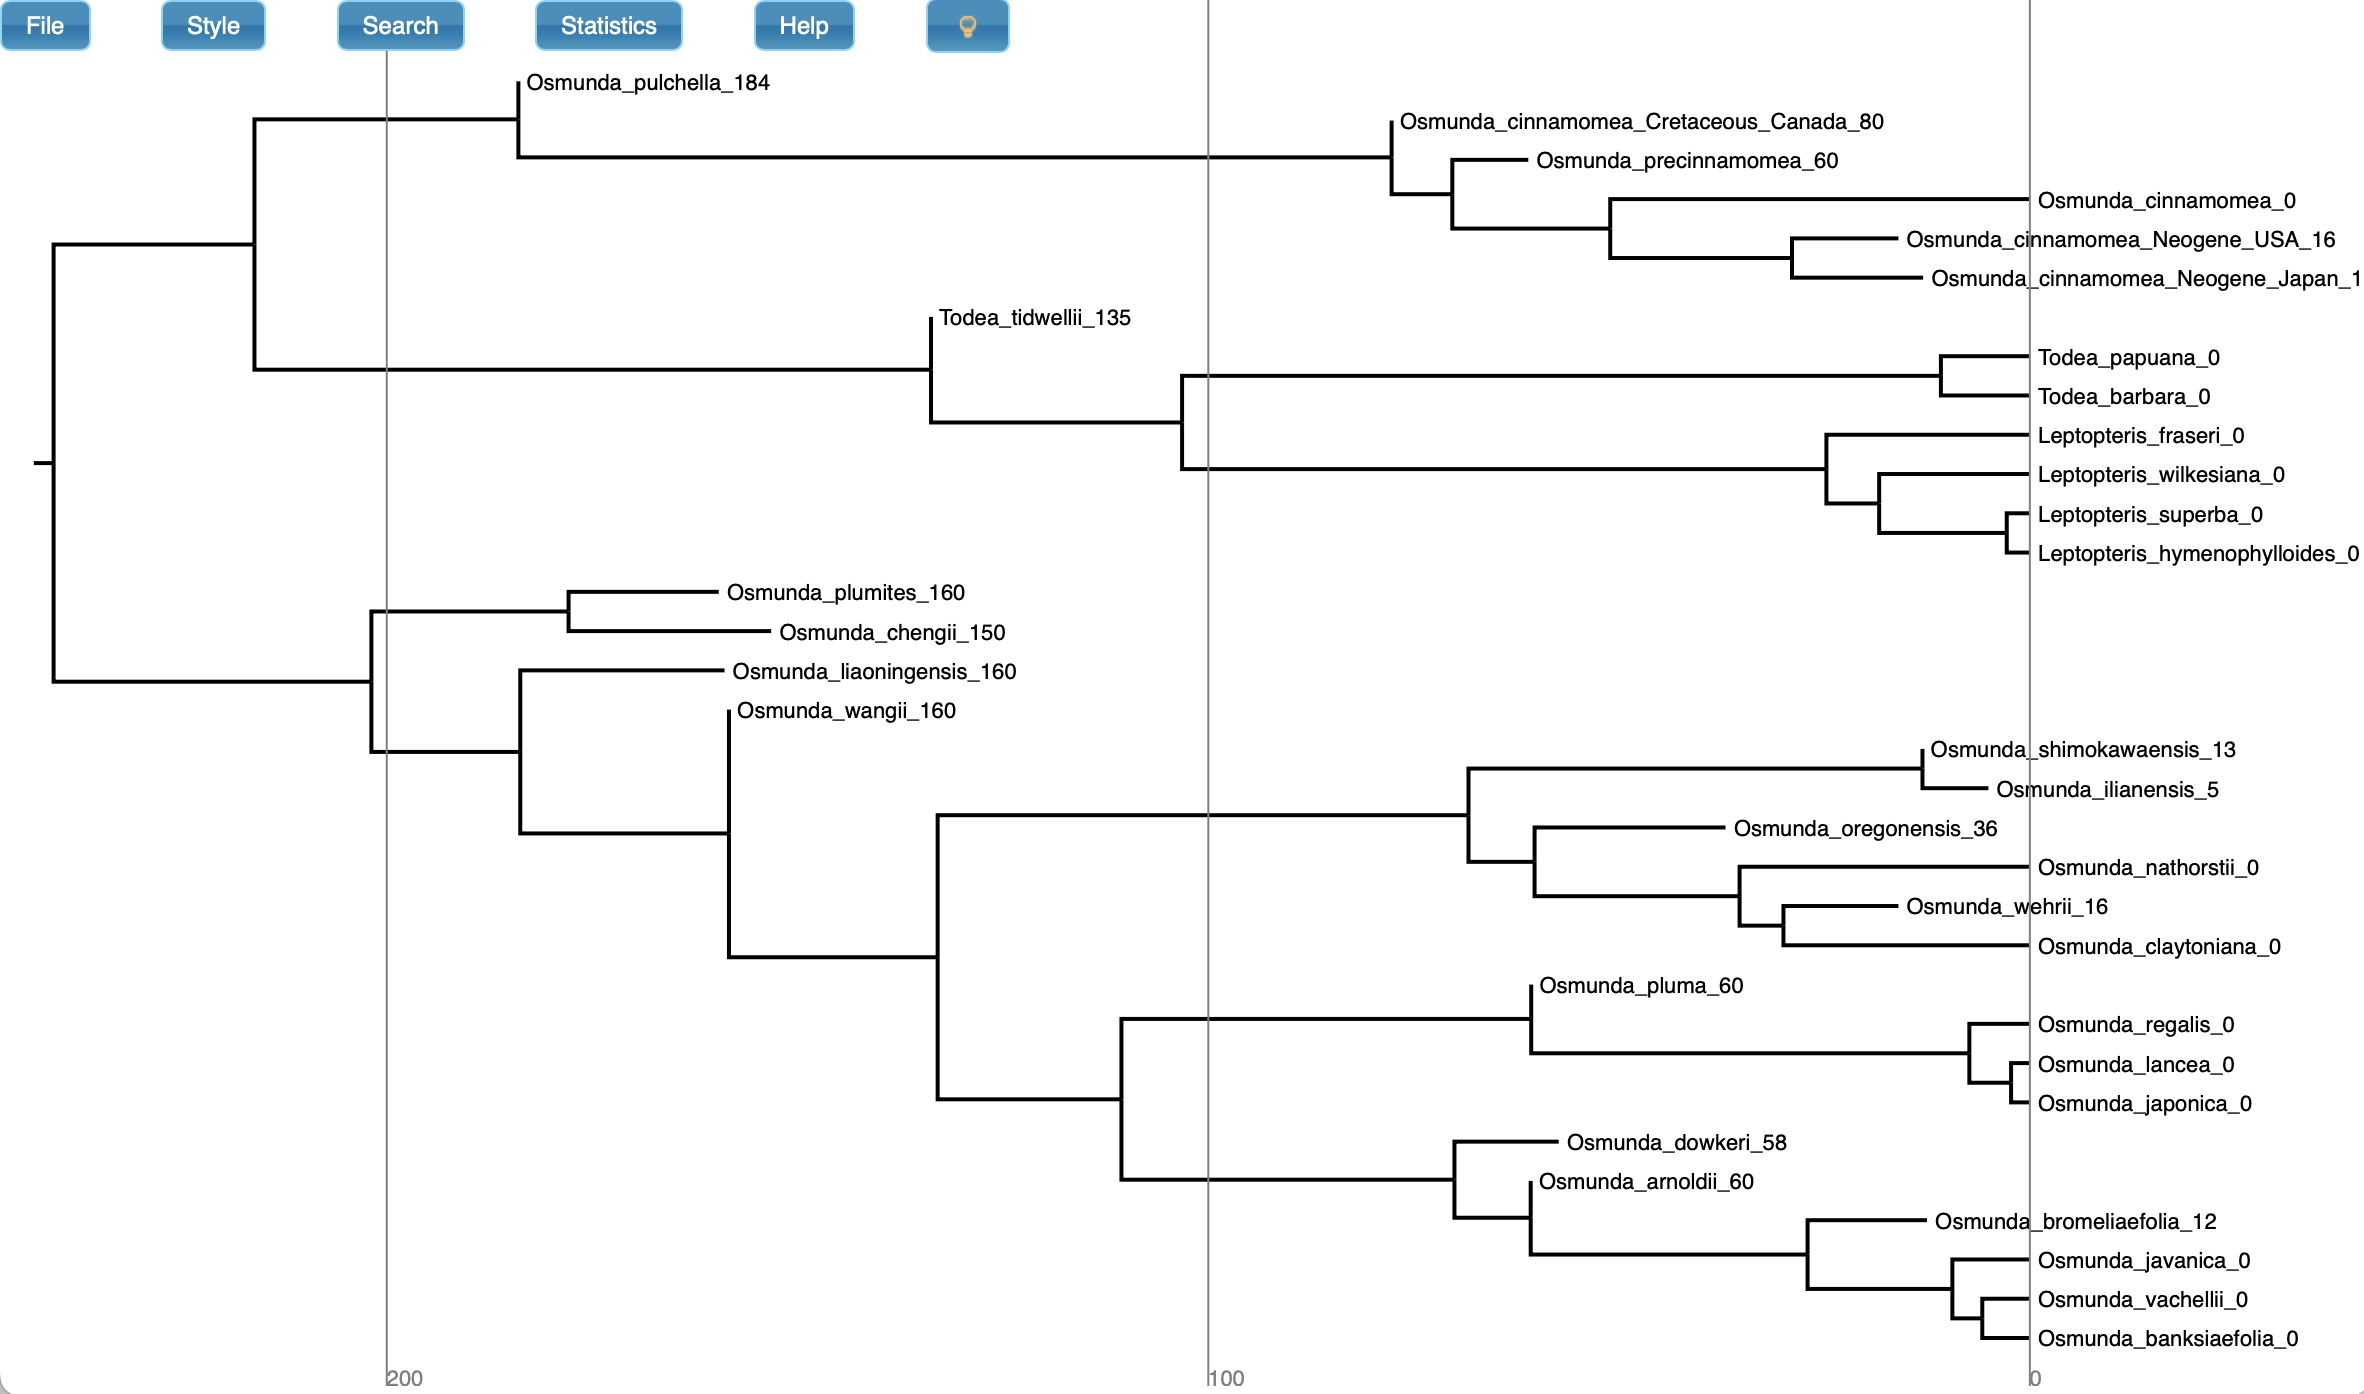 File
Style
Search
Statistics
Help
Osmunda_pulchella_184
Osmunda_cinnamomea_Cretaceous_Canada_80
Osmunda_precinnamomea_60
Osmunda_cinnamomea_0
Osmunda_cinnamomea_Neogene_USA_16
Osmunda_cinnamomea_Neogene_Japan_1
Todea_tidwellii_135
Todea_papuana_0
Todea_barbara_0
Leptopteris_fraseri_0
Leptopteris_wilkesiana_0
Leptopteris_superba_0
Leptopteris_hymenophylloides_0
Osmunda_plumites_160
Osmunda_chengii_150
Osmunda_liaoningensis_160
Osmunda_wangii_160
Osmunda_shimokawaensis_13
Osmunda_ilianensis_5
Osmunda_oregonensis_36
Osmunda_nathorstii_0
Osmunda_wehrii_16
Osmunda_claytoniana_0
Osmunda_pluma_60
Osmunda_regalis_0
Osmunda_lancea_0
Osmunda_japonica_0
Osmunda_dowkeri_58
Osmunda_arnoldii_60
Osmunda_bromeliaefolia_12
Osmunda_javanica_0
Osmunda_vachellii_0
Osmunda_banksiaefolia_0
200
100
0